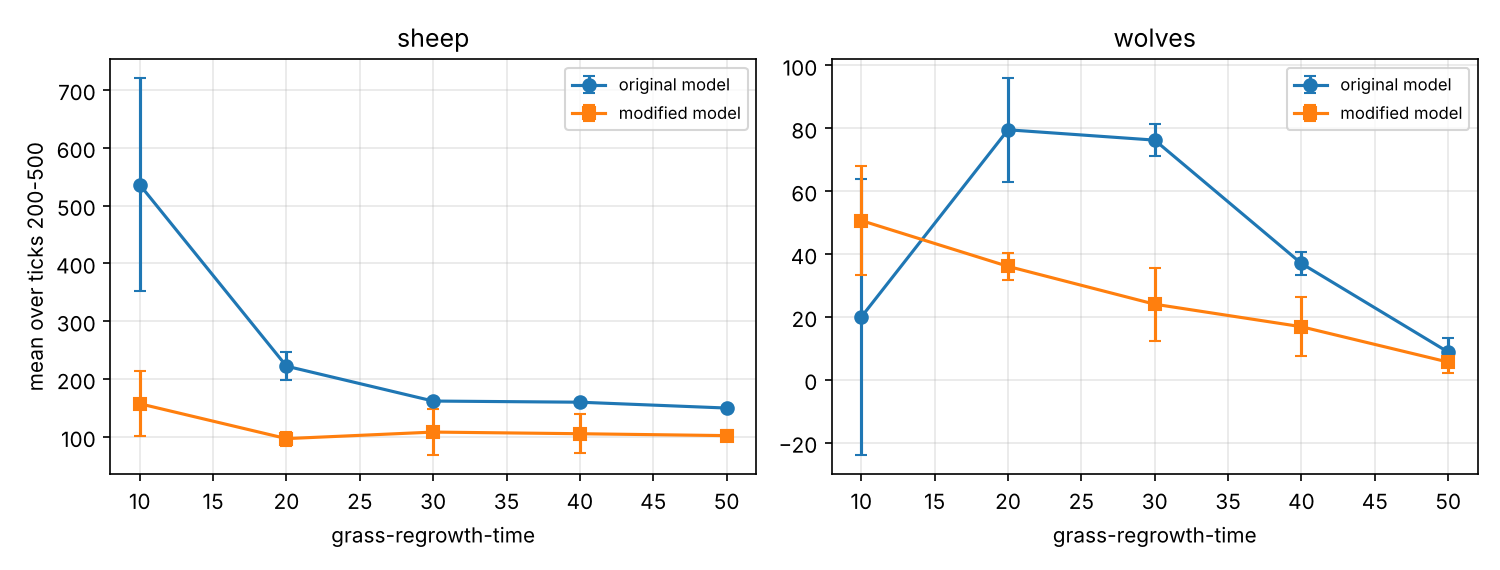 sheep
mean over ticks 200-500
700
600
500
400
300
200
100
10 15 20 25 30 35 40 45 50
grass-regrowth-time
original model
modified model
wolves
100
80
60
40
20
0
−20
10 15 20 25 30 35 40 45 50
grass-regrowth-time
original model
modified model